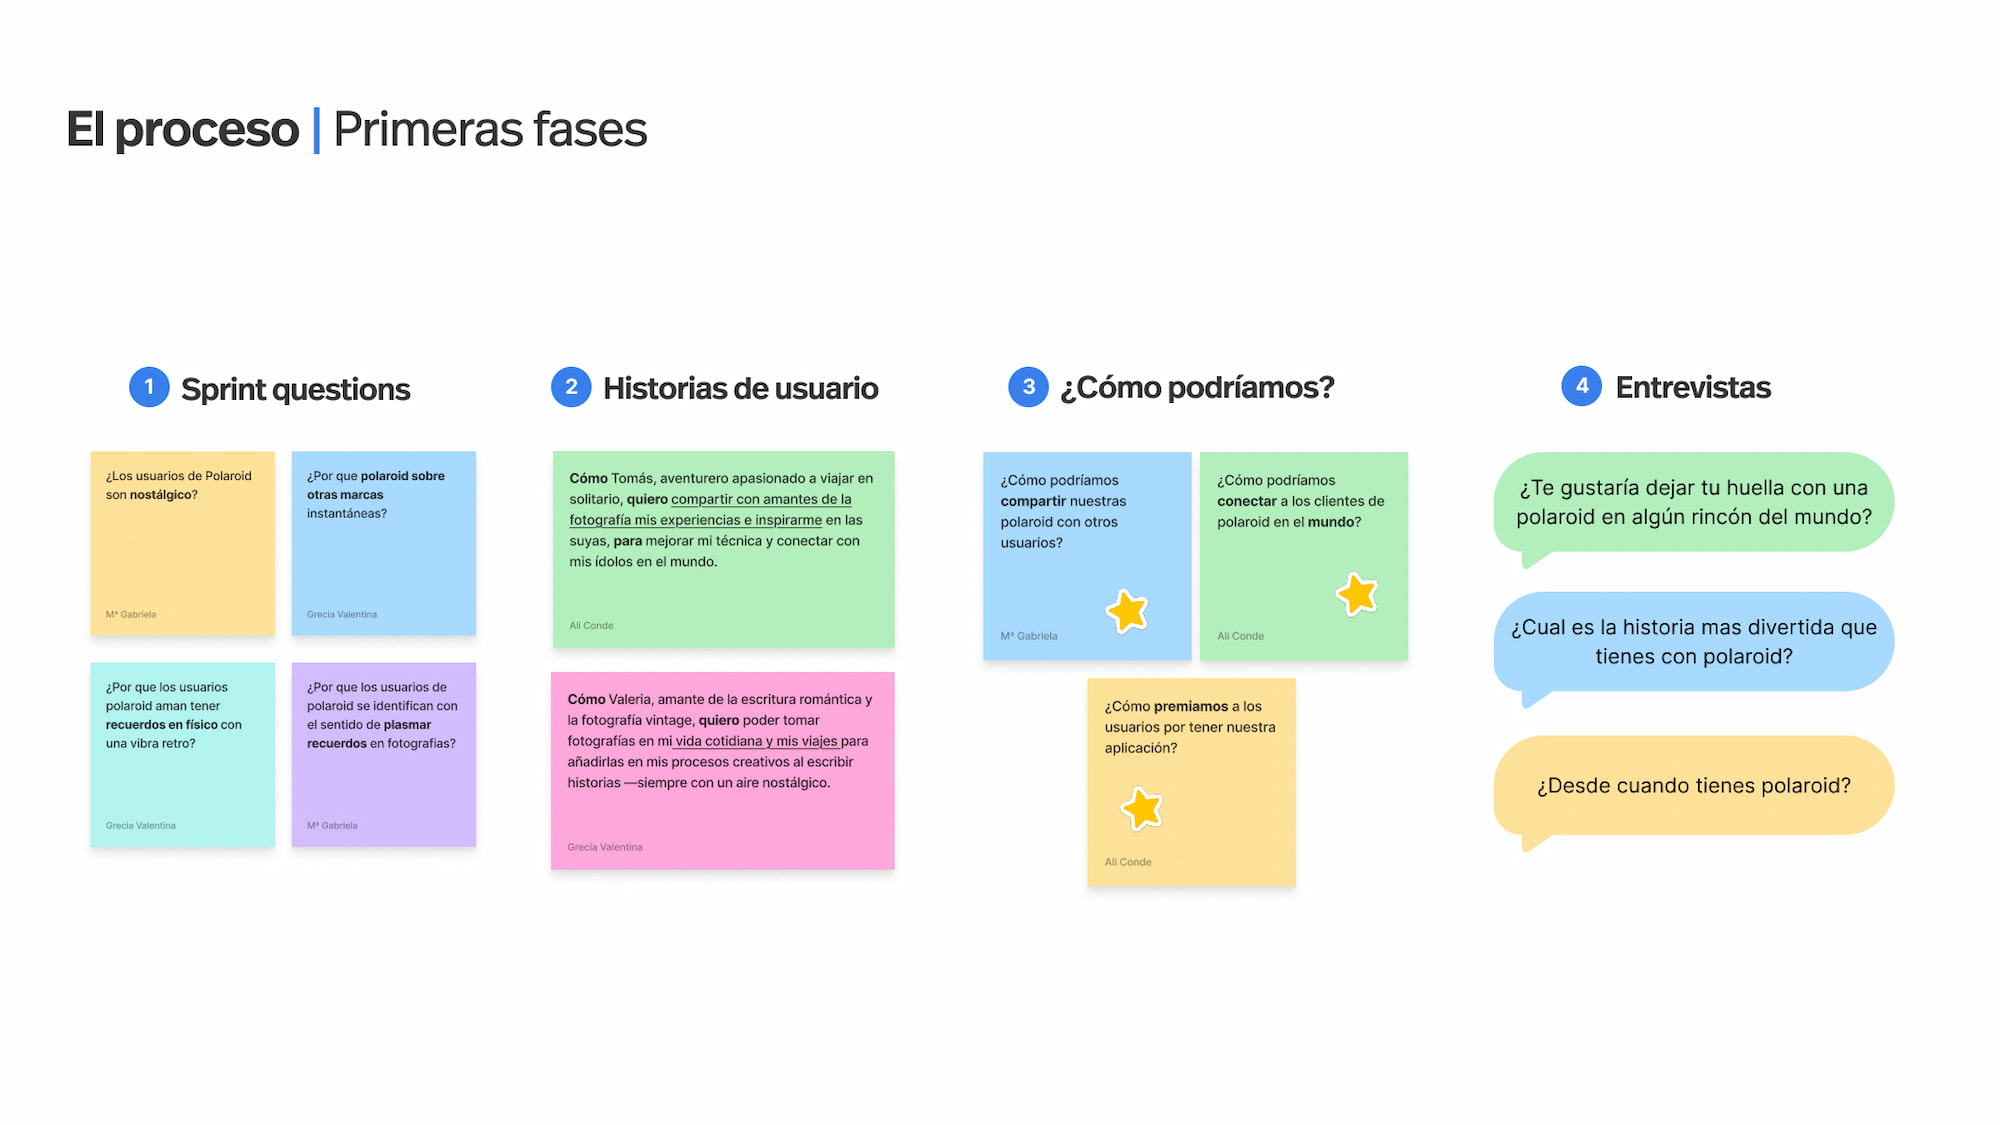 El proceso | Primeras fases
1 Sprint questions
¿Los usuarios de Polaroid
son nostálgico?
Mª Gabriela
¿Por que polaroid sobre
otras marcas
instantáneas?
Grecia Valentina
¿Por que los usuarios
polaroid aman tener
recuerdos en físico con
una vibra retro?
Grecia Valentina
¿Por que los usuarios de
polaroid se identifican con
el sentido de plasmar
recuerdos en fotografias?
Mª Gabriela
2 Historias de usuario
Cómo Tomás, aventurero apasionado a viajar en
solitario, quiero compartir con amantes de la
fotografía mis experiencias e inspirarme en las
suyas, para mejorar mi técnica y conectar con
mis ídolos en el mundo.
Ali Conde
Cómo Valeria, amante de la escritura romántica y
la fotografía vintage, quiero poder tomar
fotografías en mi vida cotidiana y mis viajes para
añadirlas en mis procesos creativos al escribir
historias —siempre con un aire nostálgico.
Grecia Valentina
3 ¿Cómo podríamos?
¿Cómo podríamos
compartir nuestras
polaroid con otros
usuarios?
Mª Gabriela
¿Cómo podríamos
conectar a los clientes de
polaroid en el mundo?
Ali Conde
¿Cómo premiamos a los
usuarios por tener nuestra
aplicación?
Ali Conde
4 Entrevistas
¿Te gustaría dejar tu huella con una
polaroid en algún rincón del mundo?
¿Cual es la historia mas divertida que
tienes con polaroid?
¿Desde cuando tienes polaroid?